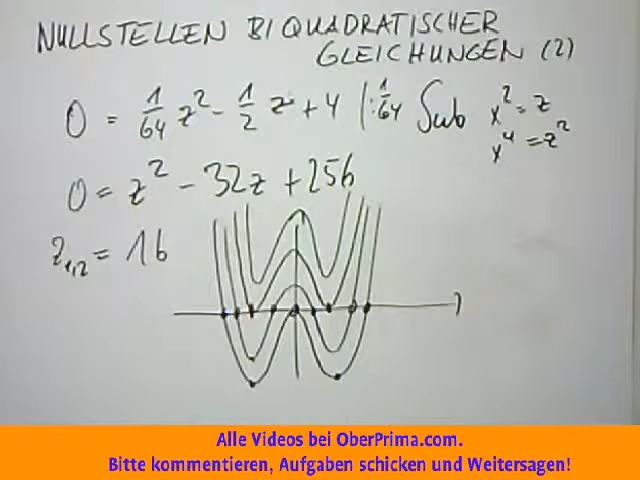 NULLSTELLEN BIQUADRATISCHER
GLEICHUNGEN (2)
0 = 1/64 z² - 1/2 z + 4 |: 1/64 Sub x² = z
x⁴ = z²
0 = z² - 32z + 256
z₁,₂ = 16
Alle Videos bei OberPrima.com.
Bitte kommentieren, Aufgaben schicken und Weitersagen!